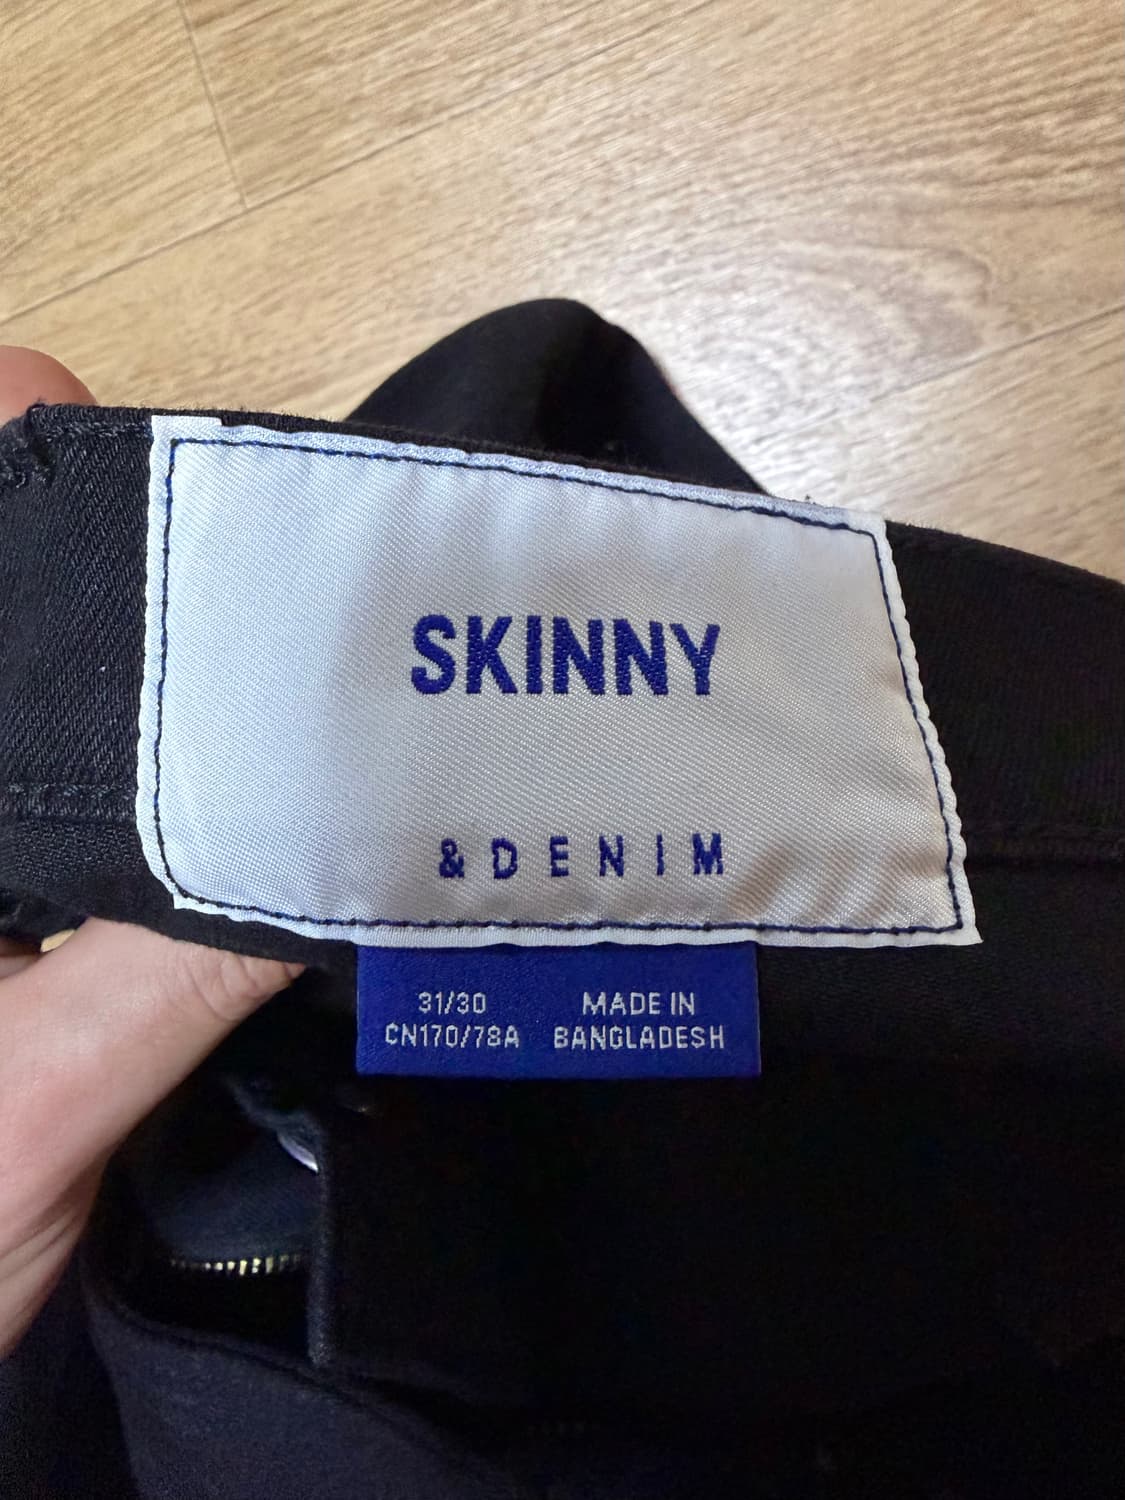 SKINNY
& DENIM
31/30
CN170/78A
MADE IN
BANGLADESH